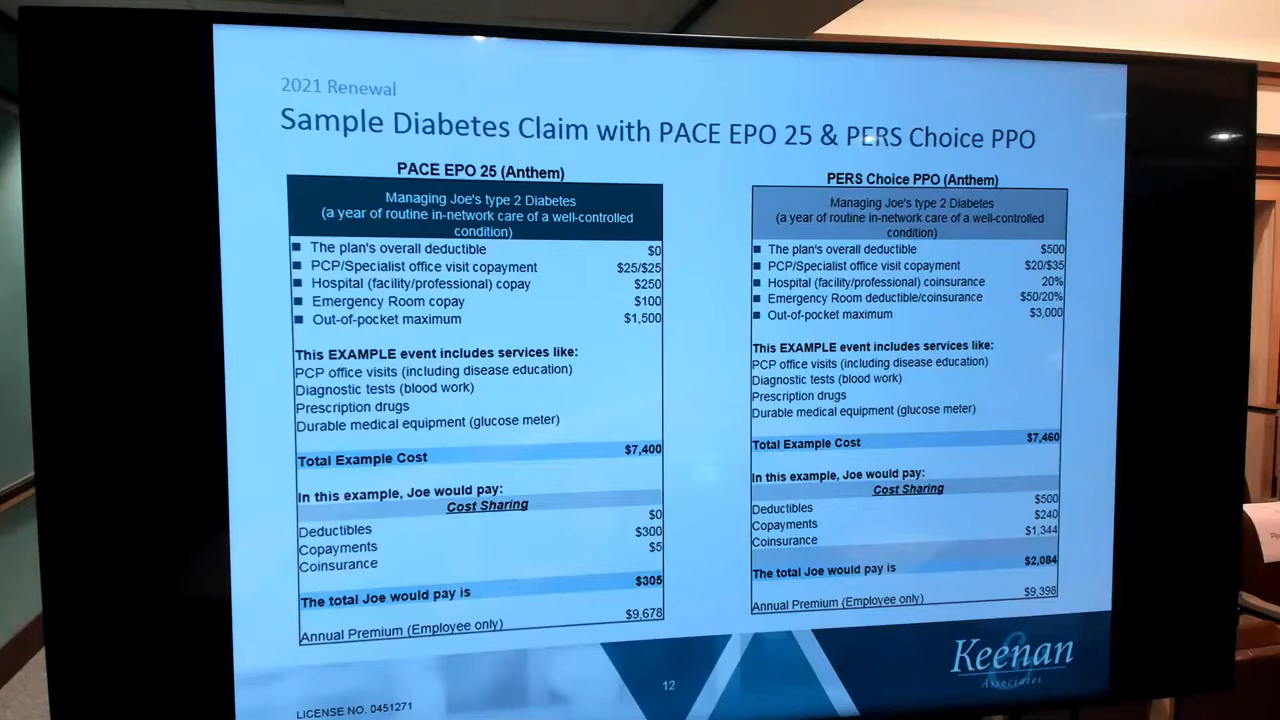 2021 Renewal
Sample Diabetes Claim with PACE EPO 25 & PERS Choice PPO
PACE EPO 25 (Anthem)
Managing Joe's type 2 Diabetes
(a year of routine in-network care of a well-controlled
condition)
■ The plan's overall deductible $0
■ PCP/Specialist office visit copayment $25/$25
■ Hospital (facility/professional) copay $250
■ Emergency Room copay $100
■ Out-of-pocket maximum $1,500
This EXAMPLE event includes services like:
PCP office visits (including disease education)
Diagnostic tests (blood work)
Prescription drugs
Durable medical equipment (glucose meter)
Total Example Cost $7,400
In this example, Joe would pay:
Cost Sharing
Deductibles $0
Copayments $300
Coinsurance $5
The total Joe would pay is $305
Annual Premium (Employee only) $9,678
PERS Choice PPO (Anthem)
Managing Joe's type 2 Diabetes
(a year of routine in-network care of a well-controlled
condition)
■ The plan's overall deductible $500
■ PCP/Specialist office visit copayment $20/$35
■ Hospital (facility/professional) coinsurance 20%
■ Emergency Room deductible/coinsurance $50/20%
■ Out-of-pocket maximum $3,000
This EXAMPLE event includes services like:
PCP office visits (including disease education)
Diagnostic tests (blood work)
Prescription drugs
Durable medical equipment (glucose meter)
Total Example Cost $7,460
In this example, Joe would pay:
Cost Sharing
Deductibles $500
Copayments $240
Coinsurance $1,344
The total Joe would pay is $2,084
Annual Premium (Employee only) $9,398
Keenan
&
Associates
12
LICENSE NO. 0451271